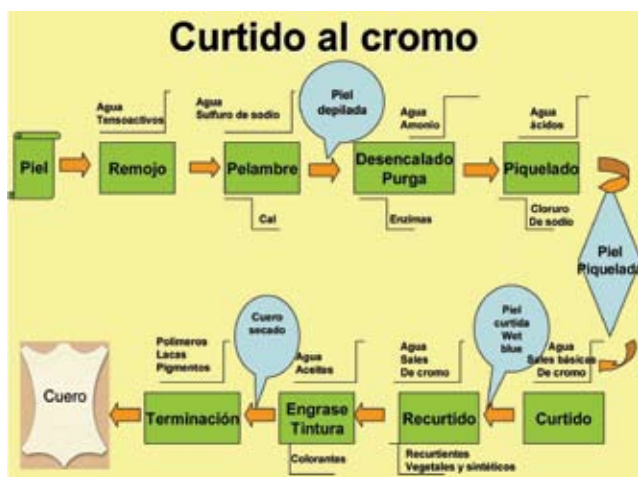 Curtido al cromo
Agua
Tensoactivos
Agua
Sulfuro de sodio
Piel
depilada
Agua
Amonio
Agua
ácidos
Piel
Remojo
Pelambre
Desencalado
Purga
Piquelado
Cal
Enzimas
Cloruro
De sodio
Piel
Piquelada
Polímeros
Lacas
Pigmentos
Cuero
secado
Agua
Aceites
Agua
Sales
De cromo
Piel
curtida
Wet
blue
Agua
Sales básicas
De cromo
Cuero
Terminación
Engrase
Tintura
Recurtido
Curtido
Colorantes
Recurtientes
Vegetales y sintéticos